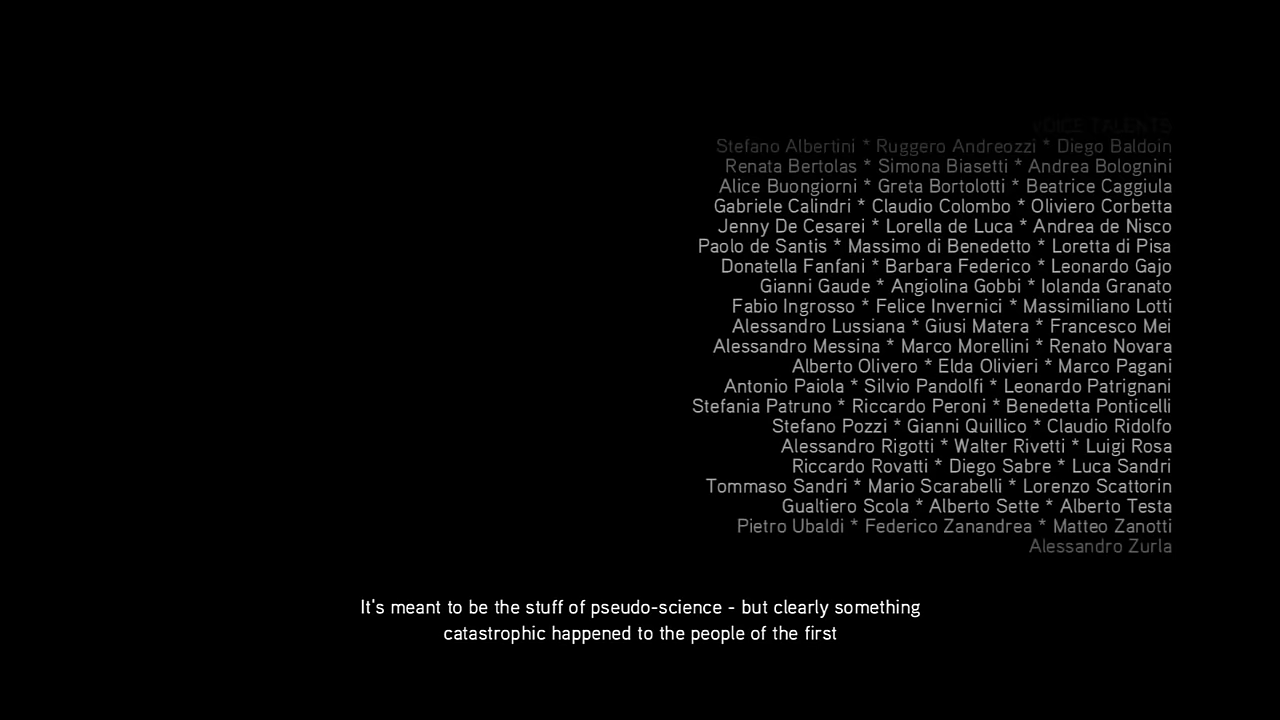 VOICE TALENTS
Stefano Albertini * Ruggero Andreozzi * Diego Baldoin
Renata Bertolas * Simona Biasetti * Andrea Bolognini
Alice Buongiorni * Greta Bortolotti * Beatrice Caggiula
Gabriele Calindri * Claudio Colombo * Oliviero Corbetta
Jenny De Cesarei * Lorella de Luca * Andrea de Nisco
Paolo de Santis * Massimo di Benedetto * Loretta di Pisa
Donatella Fanfani * Barbara Federico * Leonardo Gajo
Gianni Gaude * Angiolina Gobbi * Iolanda Granato
Fabio Ingrosso * Felice Invernici * Massimiliano Lotti
Alessandro Lussiana * Giusi Matera * Francesco Mei
Alessandro Messina * Marco Morellini * Renato Novara
Alberto Olivero * Elda Olivieri * Marco Pagani
Antonio Paiola * Silvio Pandolfi * Leonardo Patrignani
Stefania Patruno * Riccardo Peroni * Benedetta Ponticelli
Stefano Pozzi * Gianni Quillico * Claudio Ridolfo
Alessandro Rigotti * Walter Rivetti * Luigi Rosa
Riccardo Rovatti * Diego Sabre * Luca Sandri
Tommaso Sandri * Mario Scarabelli * Lorenzo Scattorin
Gualtiero Scola * Alberto Sette * Alberto Testa
Pietro Ubaldi * Federico Zanandrea * Matteo Zanotti
Alessandro Zurla
It's meant to be the stuff of pseudo-science - but clearly something
catastrophic happened to the people of the first